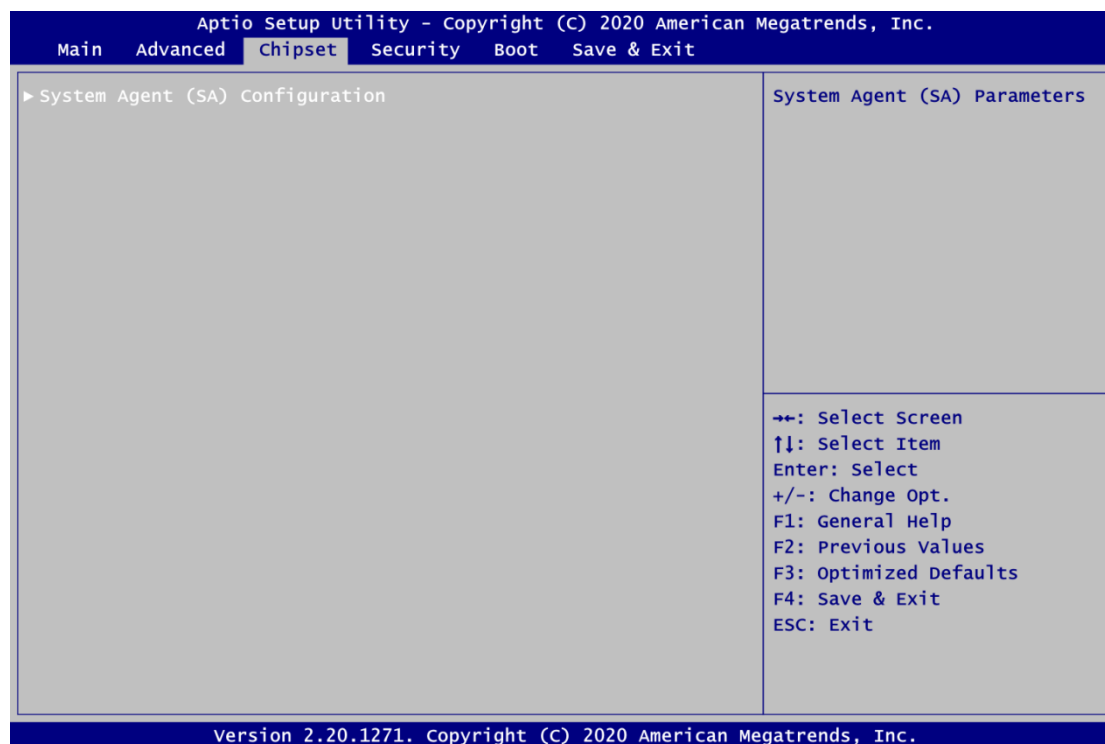 Aptio Setup Utility - Copyright (C) 2020 American Megatrends, Inc.
Main Advanced Chipset Security Boot Save & Exit
► System Agent (SA) Configuration
System Agent (SA) Parameters
→←: Select Screen
↑↓: Select Item
Enter: Select
+/-: Change Opt.
F1: General Help
F2: Previous Values
F3: Optimized Defaults
F4: Save & Exit
ESC: Exit
Version 2.20.1271. Copyright (C) 2020 American Megatrends, Inc.